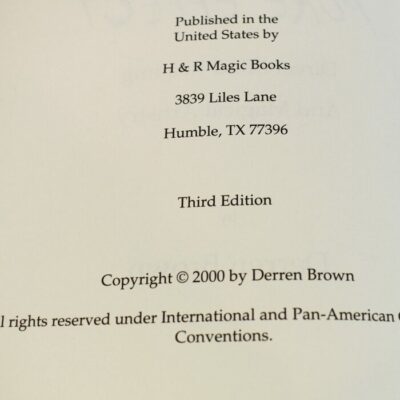 Published in the
United States by
H & R Magic Books
3839 Liles Lane
Humble, TX 77396
Third Edition
Copyright © 2000 by Derren Brown
rights reserved under International and Pan-American
Conventions.